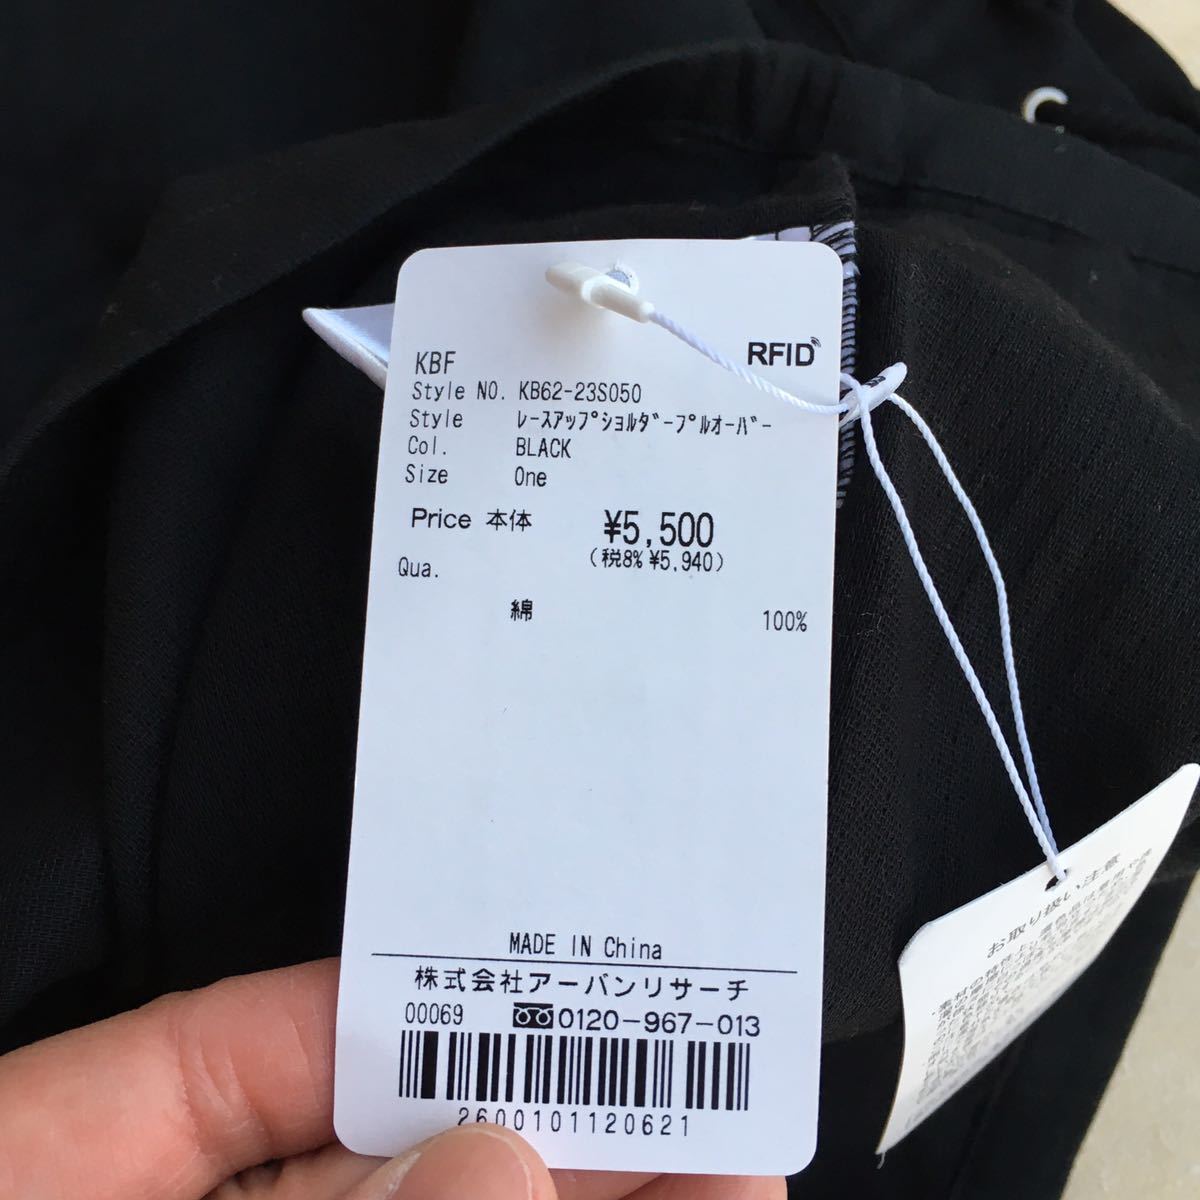 KBF
RFID
Style NO. KB62-23S050
Style ﾚｰｽｱｯﾌﾟｼｮﾙﾀﾞｰﾌﾟﾙｵｰﾊﾞｰ
Col. BLACK
Size One
Price 本体 ¥5,500
(税8% ¥5,940)
Qua.
綿 100%
MADE IN China
株式会社アーバンリサーチ
00069 0120-967-013
2600101120621
お取り扱い注意